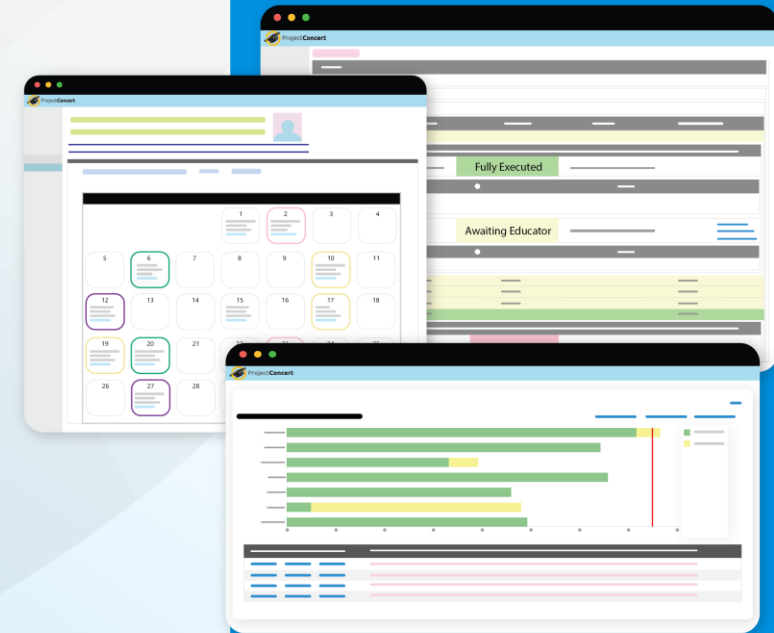 ProjectConcert
Fully Executed
Awaiting Educator
ProjectConcert
1 2 3 4
5 6 7 8 9 10 11
12 13 14 15 16 17 18
19 20 21
26 27 28
ProjectConcert